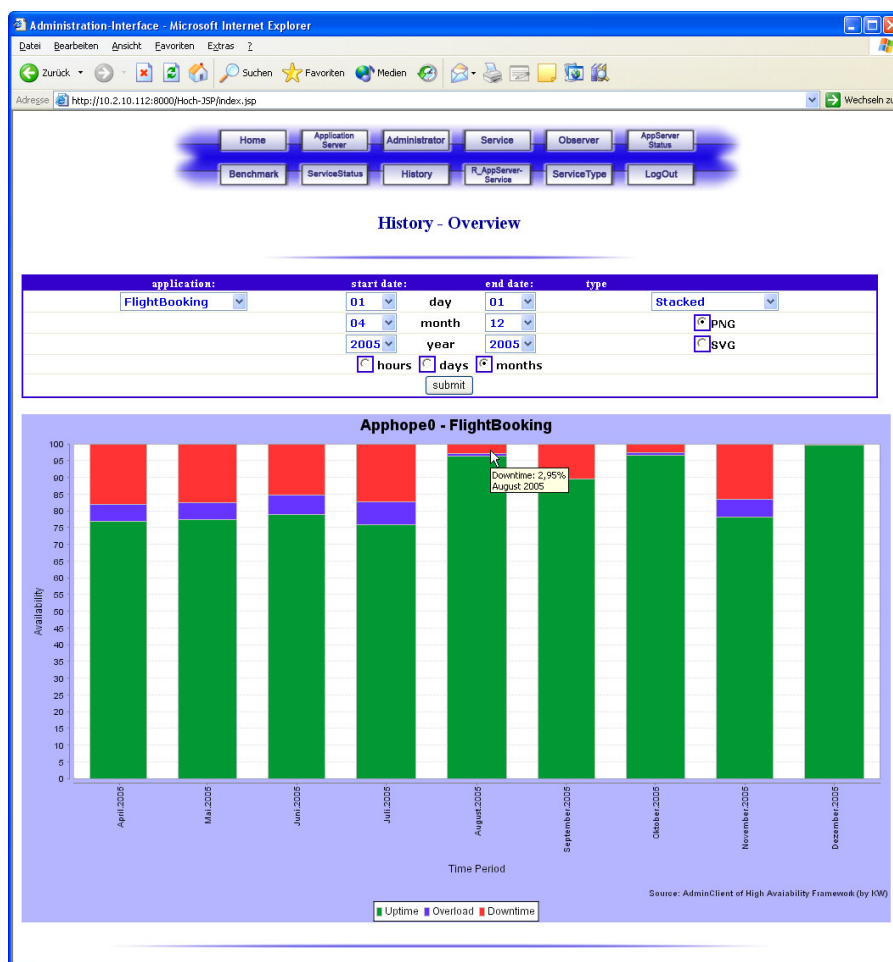 Administration-Interface - Microsoft Internet Explorer
Datei Bearbeiten Ansicht Favoriten Extras ?
Zurück Suchen Favoriten Medien
Adresse http://10.2.10.112:8000/Hoch-JSP/index.jsp Wechseln zu
Home Application Server Administrator Service Observer AppServer Status
Benchmark ServiceStatus History R_AppServer-Service ServiceType LogOut
History - Overview
application: start date: end date: type
FlightBooking 01 day 01 Stacked
04 month 12 PNG
2005 year 2005 SVG
hours days months
submit
Apphope0 - FlightBooking
100
95
90
85
80
75
70
65
60
55
50
45
40
35
30
25
20
15
10
5
0
Availability
Downtime: 2,95%
August 2005
April.2005
Mai.2005
Juni.2005
Juli.2005
August.2005
September.2005
Oktober.2005
November.2005
Dezember.2005
Time Period
Source: AdminClient of High Avaiability Framework (by KW)
Uptime Overload Downtime